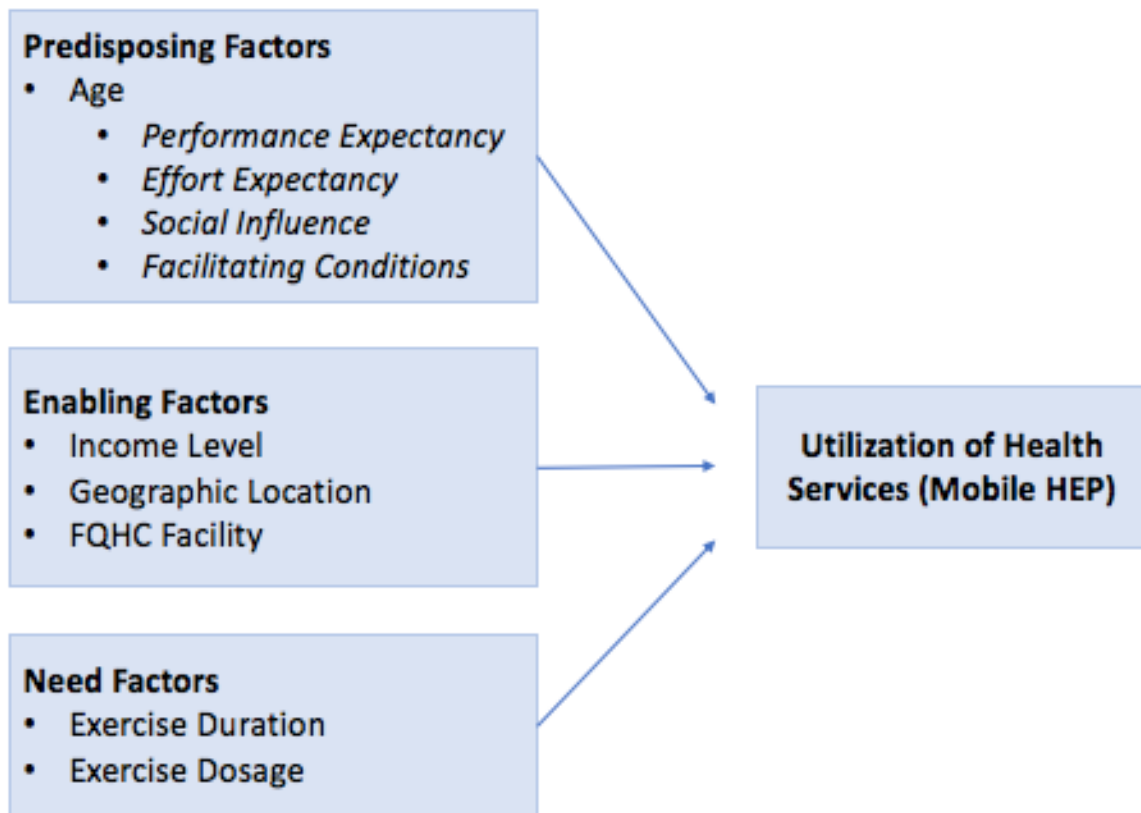 Predisposing Factors
• Age
• Performance Expectancy
• Effort Expectancy
• Social Influence
• Facilitating Conditions
Enabling Factors
• Income Level
• Geographic Location
• FQHC Facility
Need Factors
• Exercise Duration
• Exercise Dosage
Utilization of Health
Services (Mobile HEP)